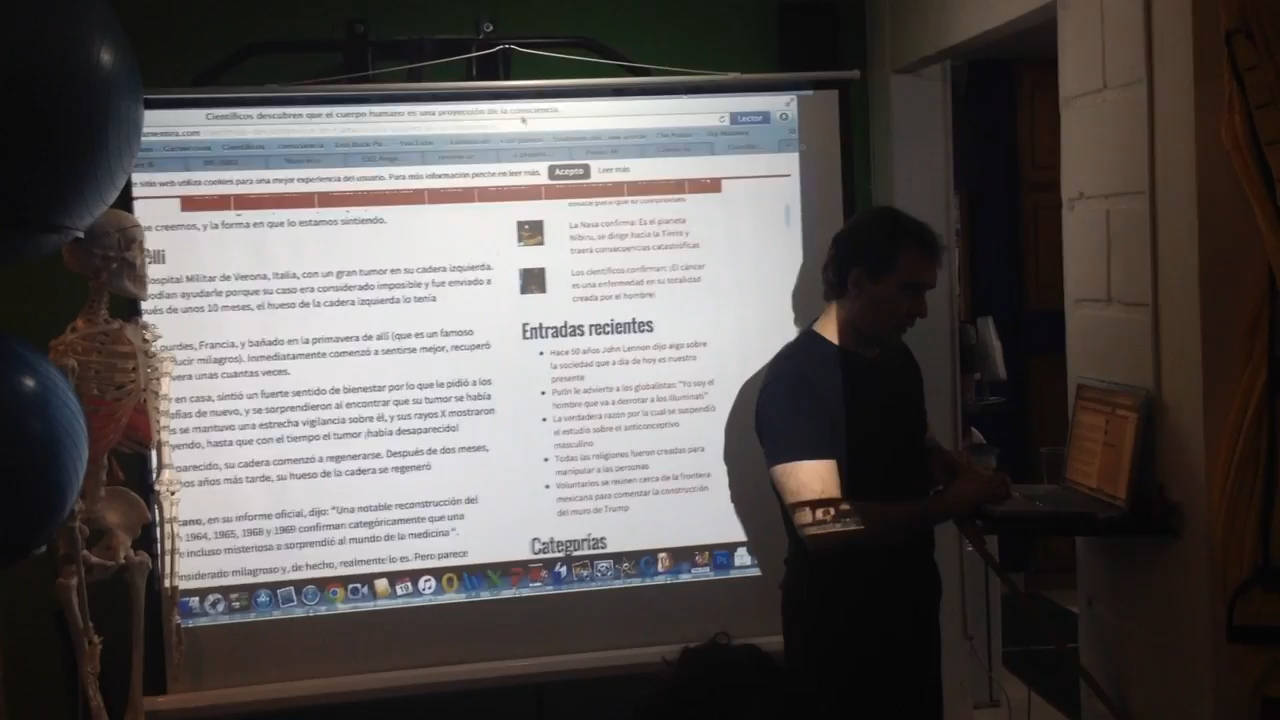 Científicos descubren que el cuerpo humano es una proyección de la consciencia
Lector
sitio web utiliza cookies para una mejor experiencia del usuario. Para más información pinche en leer más.
Acepto
Leer más
se creemos, y la forma en que lo estamos sintiendo.
elli
ospital Militar de Verona, Italia, con un gran tumor en su cadera izquierda.
odían ayudarle porque su caso era considerado imposible y fue enviado a
pués de unos 10 meses, el hueso de la cadera izquierda lo tenía
ourdes, Francia, y bañado en la primavera de allí (que es un famoso
ducir milagros). Inmediatamente comenzó a sentirse mejor, recuperó
vera unas cuantas veces.
en casa, sintió un fuerte sentido de bienestar por lo que le pidió a los
afías de nuevo, y se sorprendieron al encontrar que su tumor se había
es se mantuvo una estrecha vigilancia sobre él, y sus rayos X mostraron
yendo, hasta que con el tiempo el tumor ¡había desaparecido!
parecido, su cadera comenzó a regenerarse. Después de dos meses,
os años más tarde, su hueso de la cadera se regeneró
cano, en su informe oficial, dijo: "Una notable reconstrucción del
1964, 1965, 1968 y 1969 confirman categóricamente que una
e incluso misteriosa a sorprendió al mundo de la medicina".
nsiderado milagroso y, de hecho, realmente lo es. Pero parece
La Nasa confirma: Es el planeta
Nibiru, se dirige hacia la Tierra y
traerá consecuencias catastróficas
Los científicos confirman: ¡El cáncer
es una enfermedad en su totalidad
creada por el hombre!
Entradas recientes
Hace 50 años John Lennon dijo algo sobre
la sociedad que a día de hoy es nuestro
presente
Putin le advierte a los globalistas: "Yo soy el
hombre que va a derrotar a los Illuminati"
La verdadera razón por la cual se suspendió
el estudio sobre el anticonceptivo
masculino
Todas las religiones fueron creadas para
manipular a las personas
Voluntarios se reúnen cerca de la frontera
mexicana para comenzar la construcción
del muro de Trump
Categorías
19